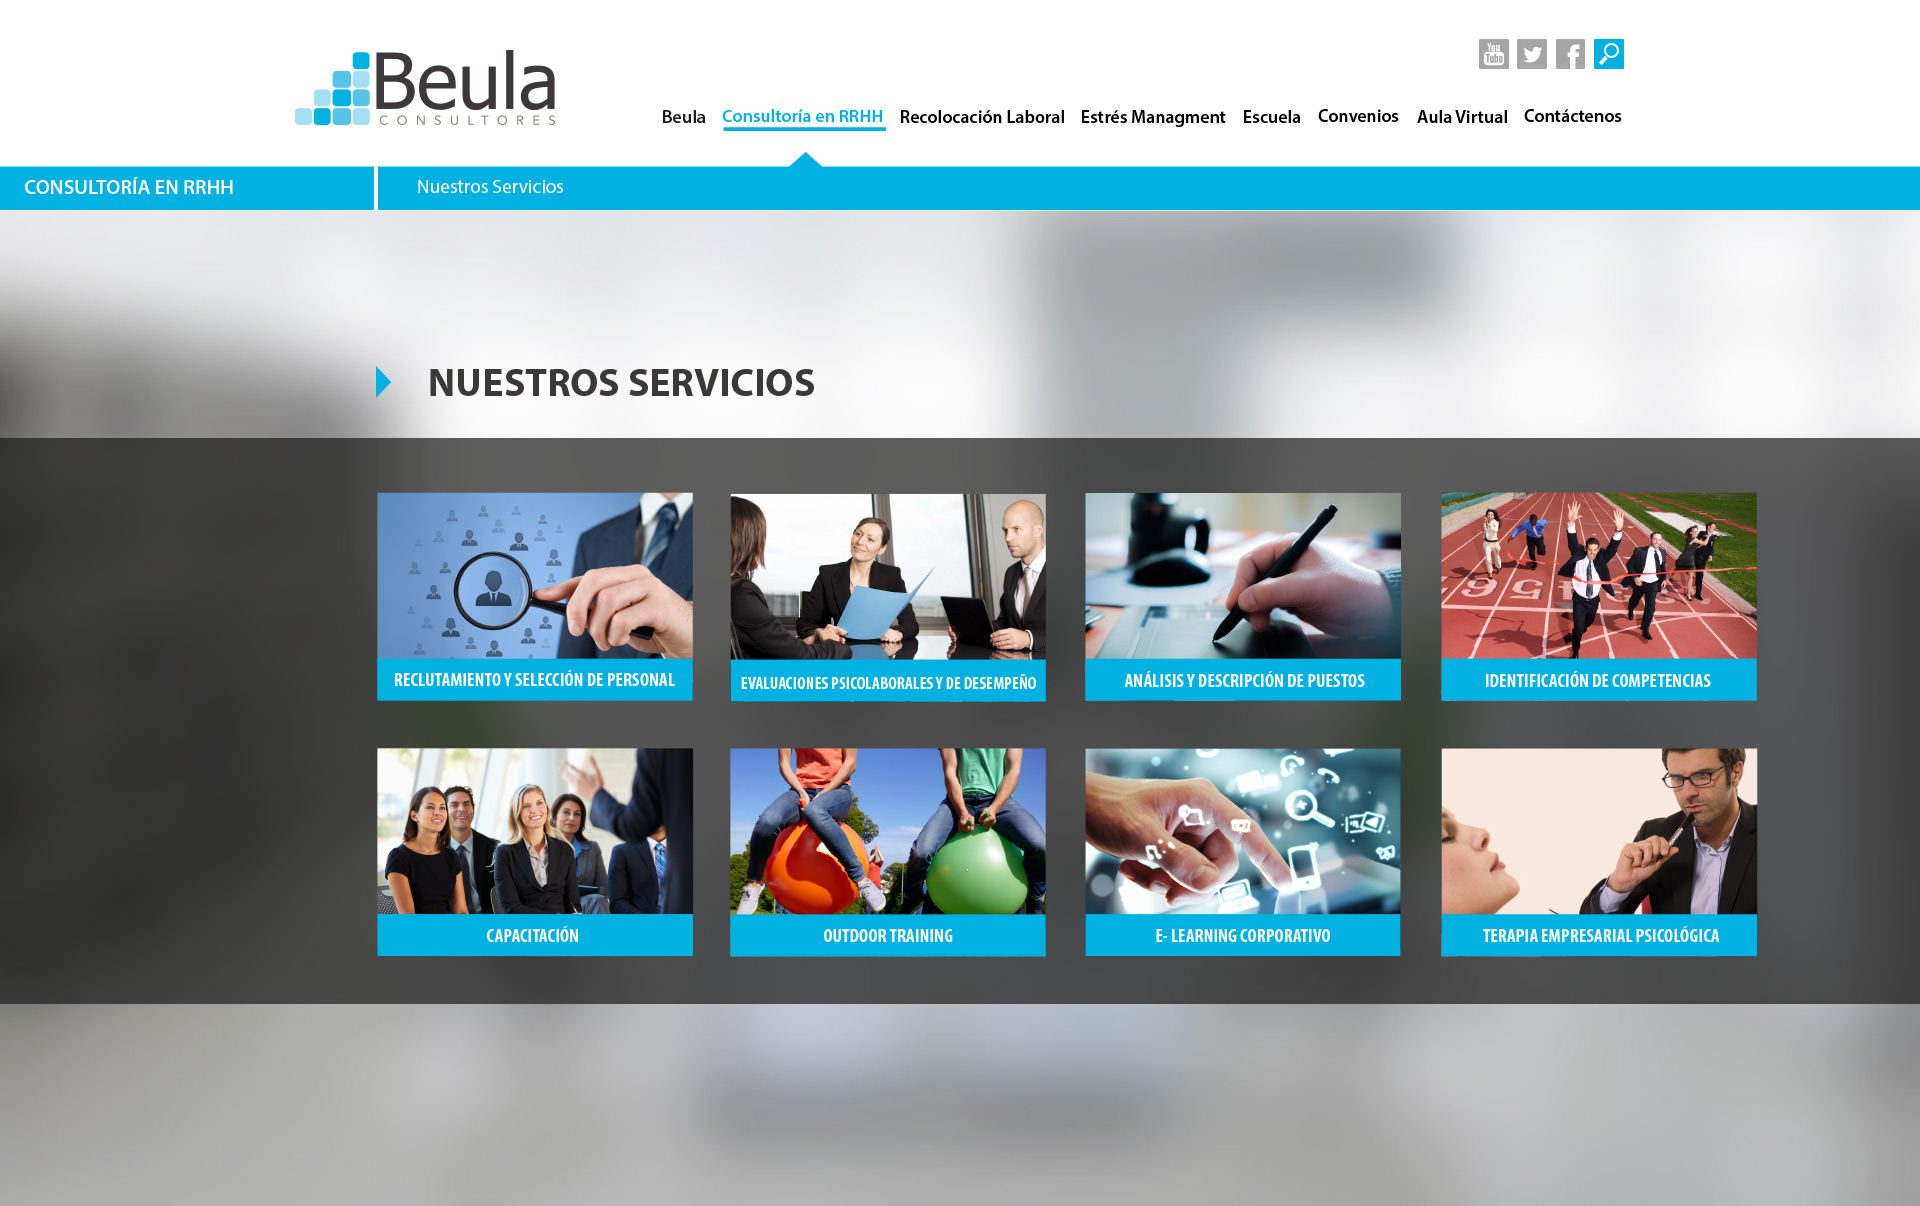 Beula
CONSULTORES
You
Tube
Beula Consultoría en RRHH Recolocación Laboral Estrés Managment Escuela Convenios Aula Virtual Contáctenos
CONSULTORÍA EN RRHH
Nuestros Servicios
NUESTROS SERVICIOS
RECLUTAMIENTO Y SELECCIÓN DE PERSONAL
EVALUACIONES PSICOLABORALES Y DE DESEMPEÑO
ANÁLISIS Y DESCRIPCIÓN DE PUESTOS
IDENTIFICACIÓN DE COMPETENCIAS
CAPACITACIÓN
OUTDOOR TRAINING
E- LEARNING CORPORATIVO
TERAPIA EMPRESARIAL PSICOLÓGICA